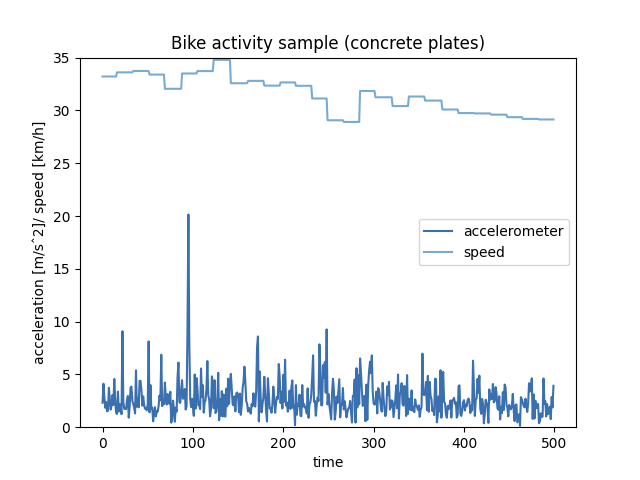 Bike activity sample (concrete plates)
acceleration [m/sˆ2]/ speed [km/h]
35
30
25
20
15
10
5
0
accelerometer
speed
0 100 200 300 400 500
time